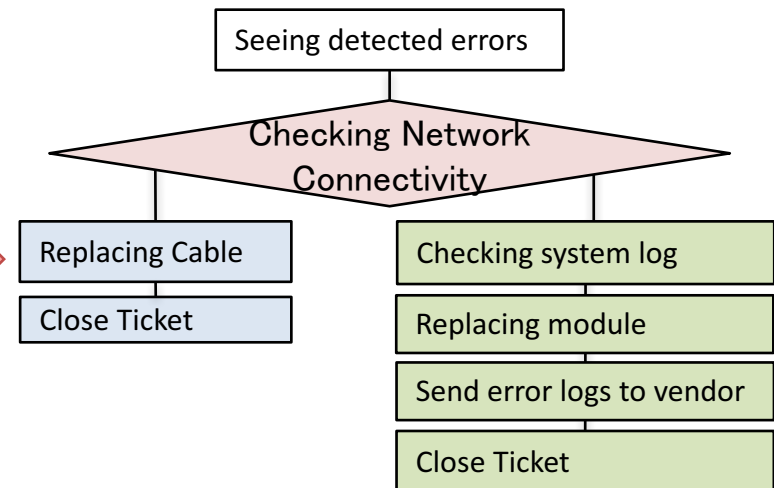 Seeing detected errors
Checking Network
Connectivity
Replacing Cable
Close Ticket
Checking system log
Replacing module
Send error logs to vendor
Close Ticket